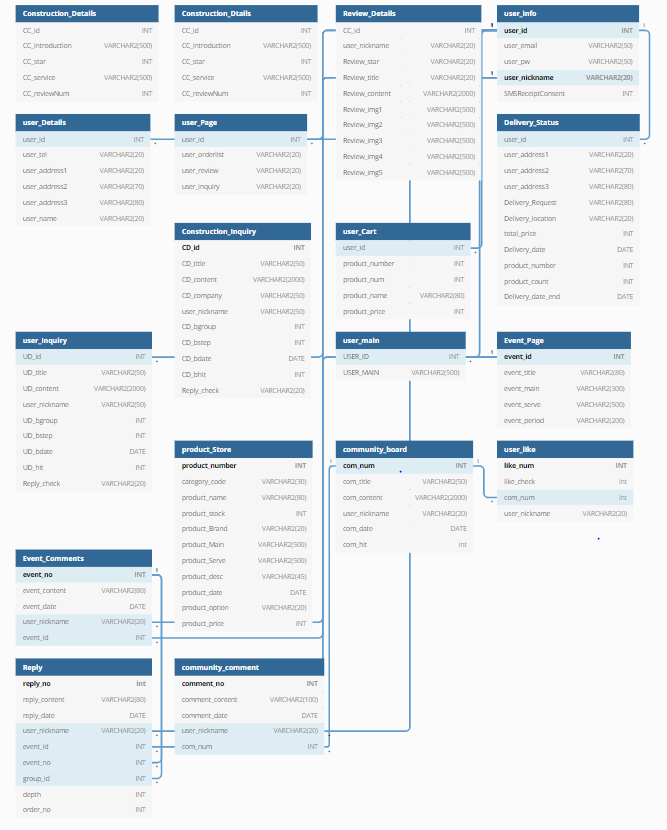 Construction_Details
CC_id INT
CC_introduction VARCHAR2(500)
CC_star INT
CC_service VARCHAR2(500)
CC_reviewNum INT
Construction_Dtails
CC_id INT
CC_introduction VARCHAR2(500)
CC_star INT
CC_service VARCHAR2(500)
CC_reviewNum INT
Review_Details
CC_id INT
user_nickname VARCHAR2(20)
Review_star VARCHAR2(20)
Review_title VARCHAR2(20)
Review_content VARCHAR2(2000)
Review_img1 VARCHAR2(500)
Review_img2 VARCHAR2(500)
Review_img3 VARCHAR2(500)
Review_img4 VARCHAR2(500)
Review_img5 VARCHAR2(500)
user_info
user_id INT
user_email VARCHAR2(50)
user_pw VARCHAR2(50)
user_nickname VARCHAR2(20)
SMSReceiptConsent INT
user_Details
user_id INT
user_tel VARCHAR2(20)
user_address1 VARCHAR2(20)
user_address2 VARCHAR2(70)
user_address3 VARCHAR2(80)
user_name VARCHAR2(20)
user_Page
user_id INT
user_orderlist VARCHAR2(20)
user_review VARCHAR2(20)
user_inquiry VARCHAR2(20)
Delivery_Status
user_id INT
user_address1 VARCHAR2(20)
user_address2 VARCHAR2(70)
user_address3 VARCHAR2(80)
Delivery_Request VARCHAR2(80)
Delivery_location VARCHAR2(20)
total_price INT
Delivery_date DATE
product_number INT
product_count INT
Delivery_date_end DATE
Construction_Inquiry
CD_id INT
CD_title VARCHAR2(50)
CD_content VARCHAR2(2000)
CD_company VARCHAR2(50)
user_nickname VARCHAR2(50)
CD_bgroup INT
CD_bstep INT
CD_bdate DATE
CD_bhit INT
Reply_check VARCHAR2(20)
user_Cart
user_id INT
product_number INT
product_num INT
product_name VARCHAR2(80)
product_price INT
user_Inquiry
UD_id INT
UD_title VARCHAR2(50)
UD_content VARCHAR2(2000)
user_nickname VARCHAR2(50)
UD_bgroup INT
UD_bstep INT
UD_bdate DATE
UD_hit INT
Reply_check VARCHAR2(20)
user_main
USER_ID INT
USER_MAIN VARCHAR2(500)
Event_Page
event_id INT
event_title VARCHAR2(80)
event_main VARCHAR2(300)
event_serve VARCHAR2(500)
event_period VARCHAR2(200)
product_Store
product_number INT
category_code VARCHAR2(30)
product_name VARCHAR2(80)
product_stock INT
product_Brand VARCHAR2(20)
product_Main VARCHAR2(500)
product_Serve VARCHAR2(500)
product_desc VARCHAR2(45)
product_date DATE
product_option VARCHAR2(20)
product_price INT
community_board
com_num INT
com_title VARCHAR2(50)
com_content VARCHAR2(2000)
user_nickname VARCHAR2(20)
com_date DATE
com_hit int
user_like
like_num INT
like_check int
com_num int
user_nickname VARCHAR2(20)
Event_Comments
event_no INT
event_content VARCHAR2(80)
event_date DATE
user_nickname VARCHAR2(20)
event_id INT
Reply
reply_no int
reply_content VARCHAR2(80)
reply_date DATE
user_nickname VARCHAR2(20)
event_id INT
event_no INT
group_id INT
depth INT
order_no INT
community_comment
comment_no INT
comment_content VARCHAR2(100)
comment_date DATE
user_nickname VARCHAR2(20)
com_num INT